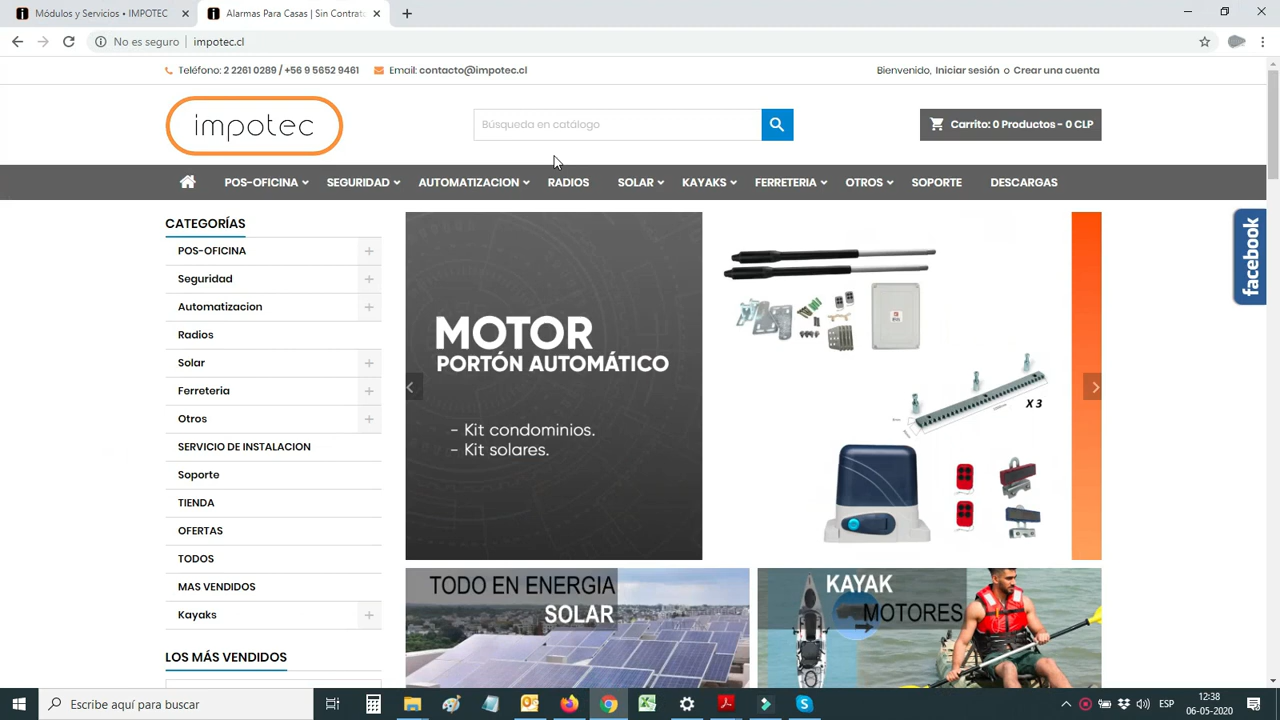 Módulos y Servicios - IMPOTEC
Alarmas Para Casas | Sin Contrat
No es seguro
impotec.cl
Teléfono: 2 2261 0289 / +56 9 5652 9461
Email: contacto@impotec.cl
Bienvenido, Iniciar sesión o Crear una cuenta
impotec
Búsqueda en catálogo
Carrito: 0 Productos - 0 CLP
POS-OFICINA
SEGURIDAD
AUTOMATIZACION
RADIOS
SOLAR
KAYAKS
FERRETERIA
OTROS
SOPORTE
DESCARGAS
CATEGORÍAS
POS-OFICINA
Seguridad
Automatizacion
Radios
Solar
Ferreteria
Otros
SERVICIO DE INSTALACION
Soporte
TIENDA
OFERTAS
TODOS
MAS VENDIDOS
Kayaks
LOS MÁS VENDIDOS
MOTOR
PORTÓN AUTOMÁTICO
- Kit condominios.
- Kit solares.
X 3
facebook
TODO EN ENERGIA
SOLAR
KAYAK
MOTORES
Escribe aquí para buscar
ESP
12:38
06-05-2020